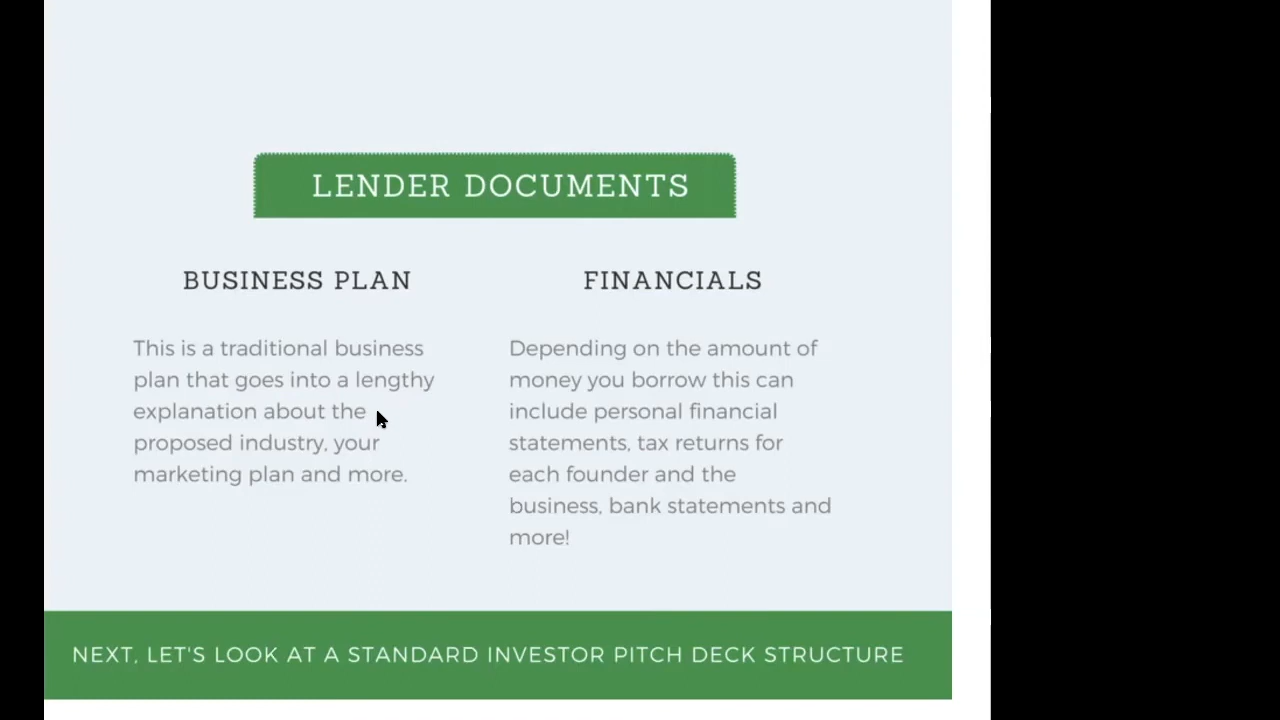 LENDER DOCUMENTS
BUSINESS PLAN
This is a traditional business
plan that goes into a lengthy
explanation about the
proposed industry, your
marketing plan and more.
FINANCIALS
Depending on the amount of
money you borrow this can
include personal financial
statements, tax returns for
each founder and the
business, bank statements and
more!
NEXT, LET'S LOOK AT A STANDARD INVESTOR PITCH DECK STRUCTURE